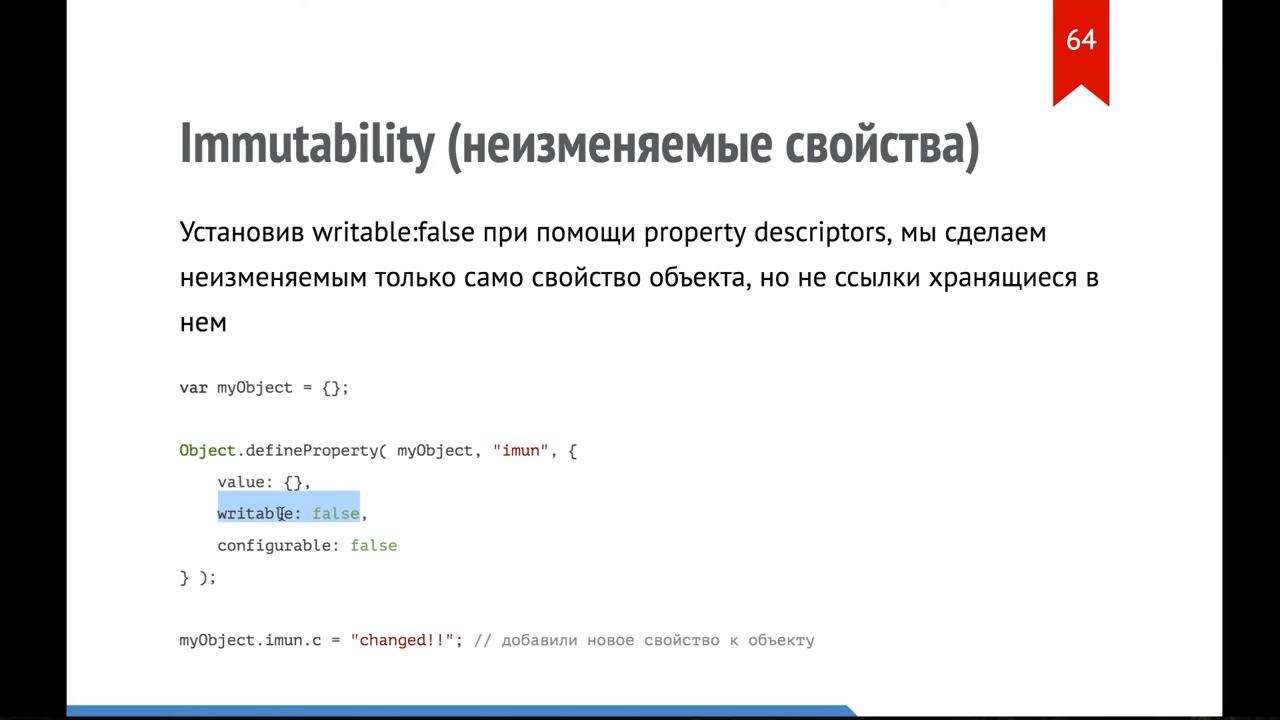 64
Immutability (неизменяемые свойства)
Установив writable:false при помощи property descriptors, мы сделаем
неизменяемым только само свойство объекта, но не ссылки хранящиеся в
нем
var myObject = {};
Object.defineProperty( myObject, "imun", {
value: {},
writable: false,
configurable: false
} );
myObject.imun.c = "changed!!"; // добавили новое свойство к объекту